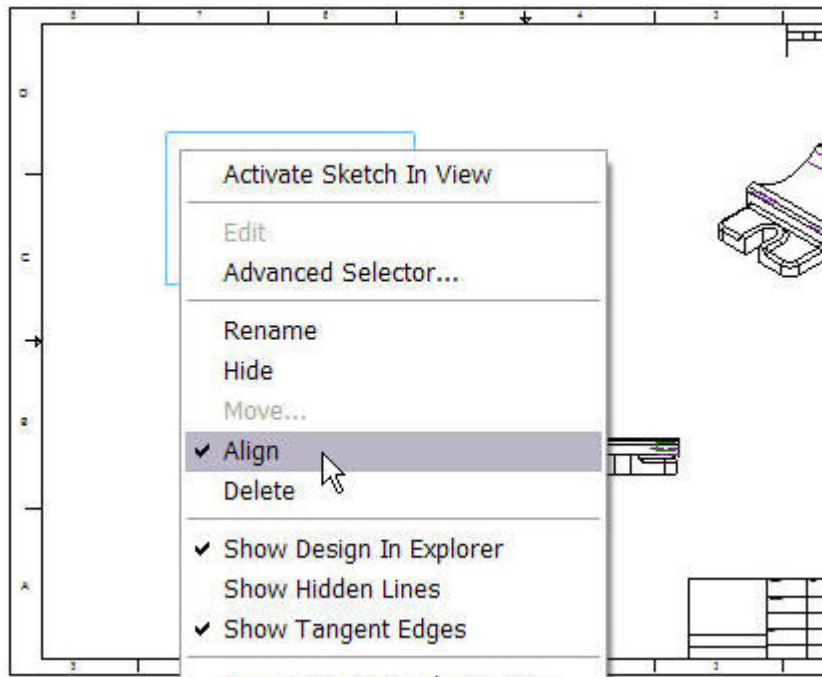 Activate Sketch In View
Edit
Advanced Selector...
Rename
Hide
Move...
Align
Delete
Show Design In Explorer
Show Hidden Lines
Show Tangent Edges